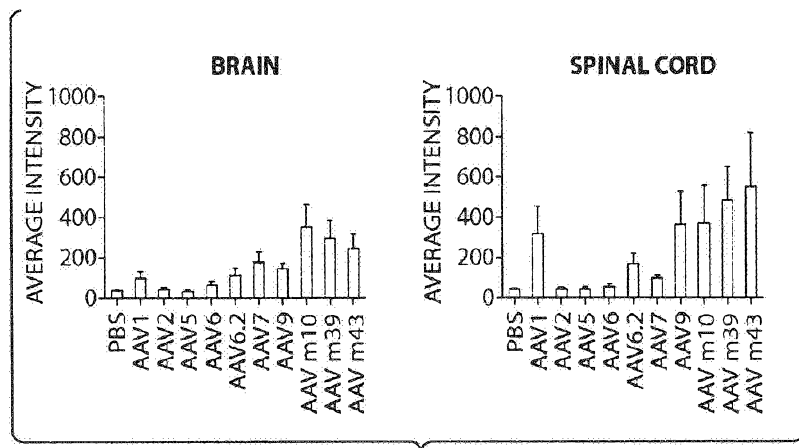 BRAIN
AVERAGE INTENSITY
1000
800
600
400
200
0
PBS
AAV1
AAV2
AAV5
AAV6
AAV6.2
AAV7
AAV9
AAV m10
AAV m39
AAV m43
SPINAL CORD
AVERAGE INTENSITY
1000
800
600
400
200
0
PBS
AAV1
AAV2
AAV5
AAV6
AAV6.2
AAV7
AAV9
AAV m10
AAV m39
AAV m43